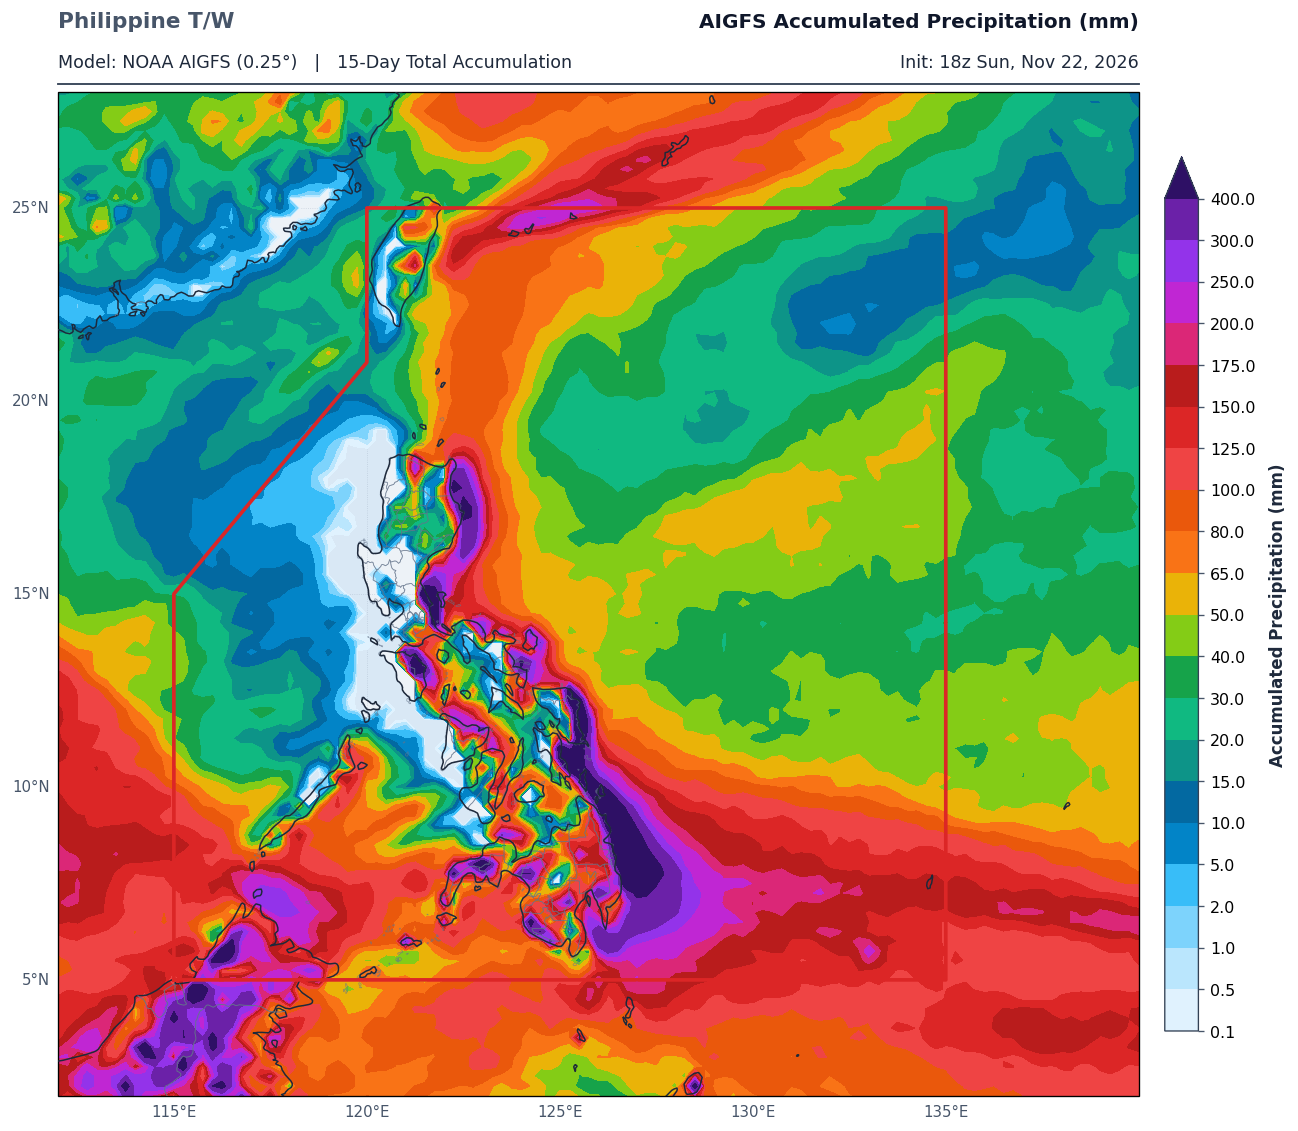 Philippine T/W
AIGFS Accumulated Precipitation (mm)
Model: NOAA AIGFS (0.25°) | 15-Day Total Accumulation
Init: 18z Sun, Nov 22, 2026
25°N
20°N
15°N
10°N
5°N
115°E
120°E
125°E
130°E
135°E
400.0
300.0
250.0
200.0
175.0
150.0
125.0
100.0
80.0
65.0
50.0
40.0
30.0
20.0
15.0
10.0
5.0
2.0
1.0
0.5
0.1
Accumulated Precipitation (mm)